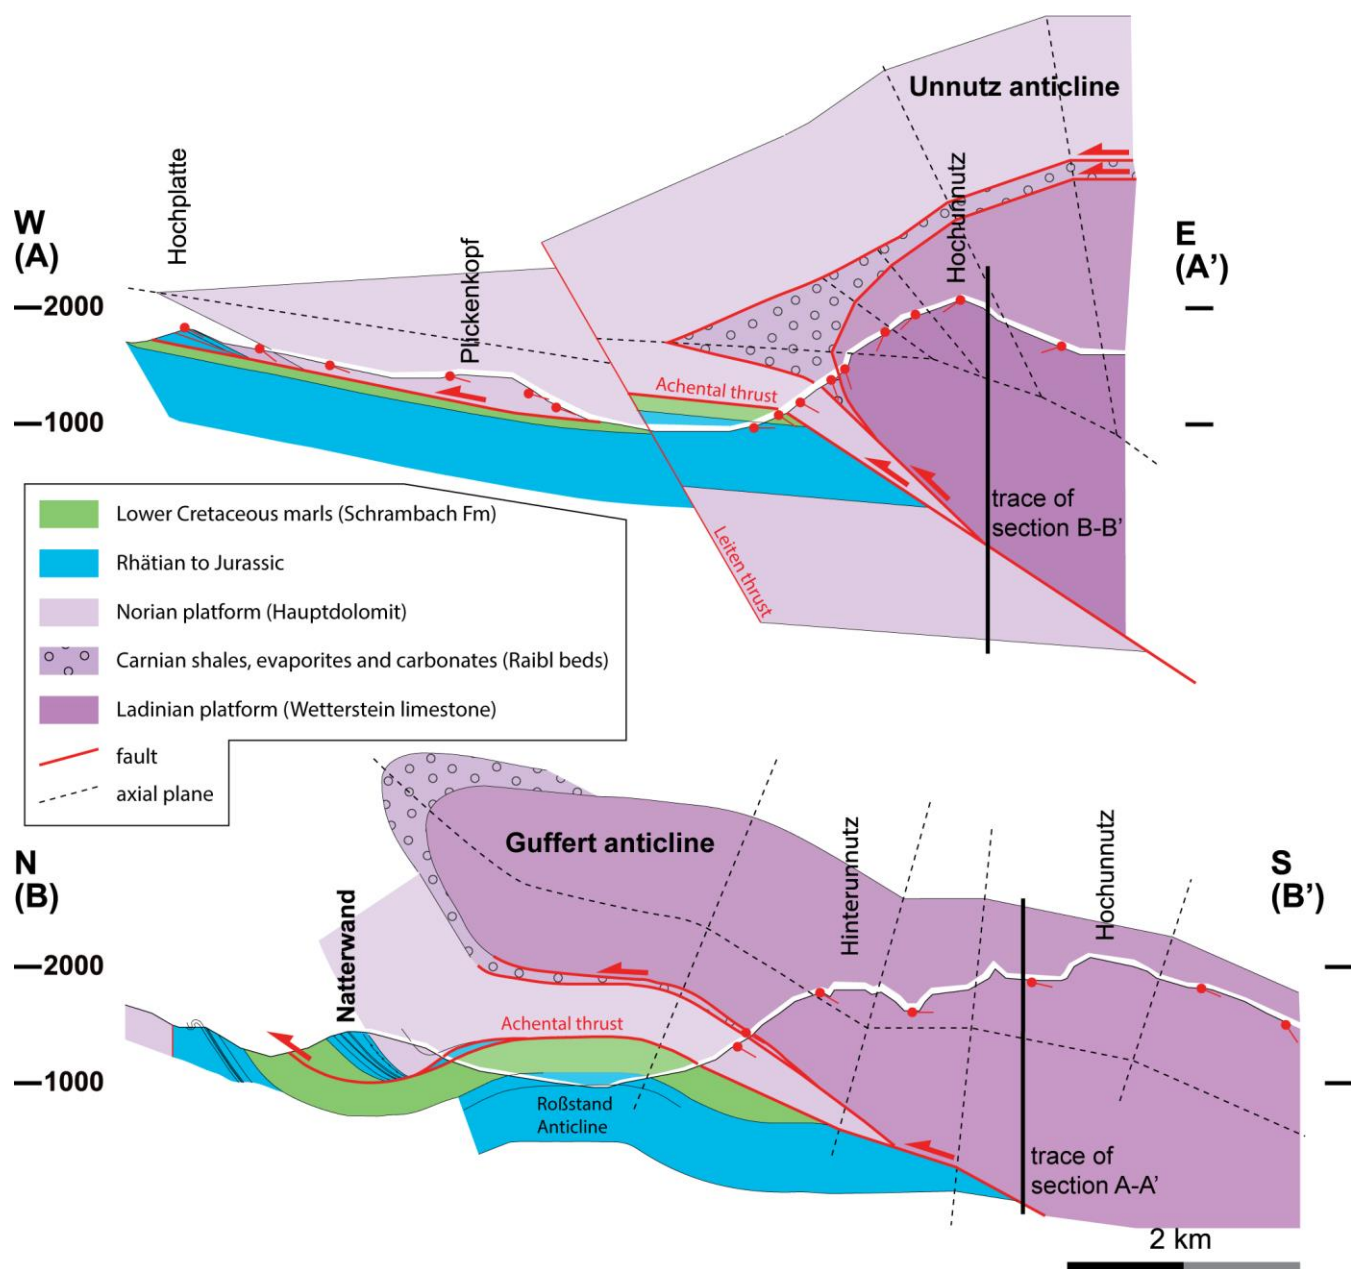 Unnutz anticline
Hochplatte
Plickenkopf
Hochunnutz
W
(A)
E
(A’)
2000
1000
Achental thrust
Leiten thrust
trace of
section B-B’
Lower Cretaceous marls (Schrambach Fm)
Rhätian to Jurassic
Norian platform (Hauptdolomit)
Carnian shales, evaporites and carbonates (Raibl beds)
Ladinian platform (Wetterstein limestone)
fault
axial plane
Guffert anticline
N
(B)
S
(B’)
Natterwand
Hinterunnutz
Hochunnutz
2000
1000
Achental thrust
Roßstand
Anticline
trace of
section A-A’
2 km